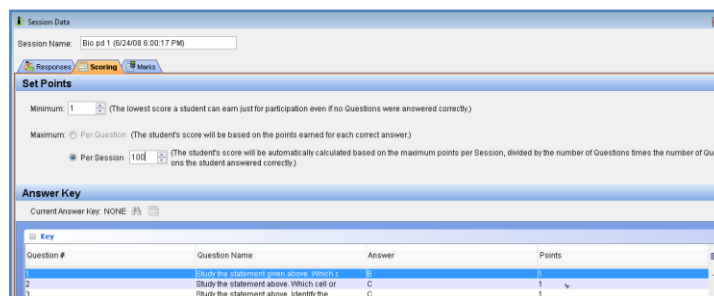 Session Data
Session Name: Bio pd 1 (6/24/08 6:00:17 PM)
Responses Scoring Marks
Set Points
Minimum: 1 (The lowest score a student can earn just for participation even if no Questions were answered correctly.)
Maximum: Per Question (The student's score will be based on the points earned for each correct answer.)
Per Session 100 (The student's score will be automatically calculated based on the maximum points per Session, divided by the number of Questions times the number of Qu
ons the student answered correctly.)
Answer Key
Current Answer Key: NONE
Key
Question # Question Name Answer Points
1 Study the statement given above. Which c B 1
2 Study the statement above. Which cell or C 1
3 Study the statement above. Identify the C 1